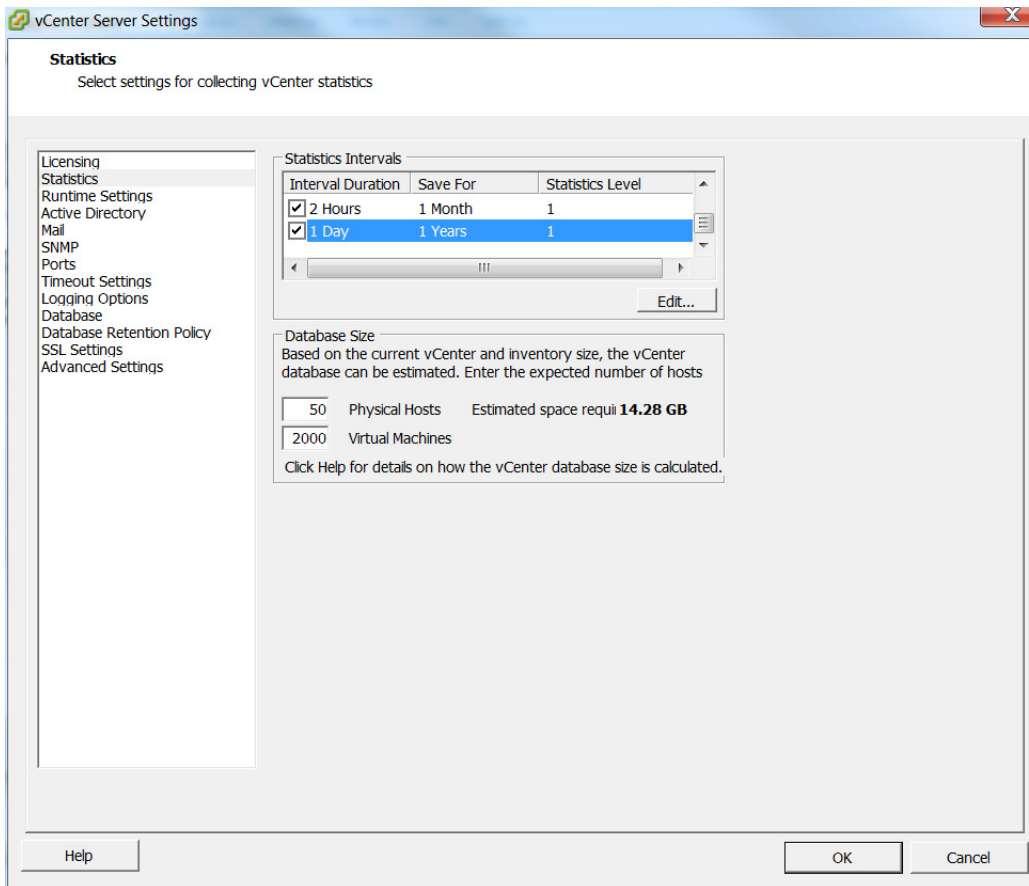 vCenter Server Settings
Statistics
Select settings for collecting vCenter statistics
Licensing
Statistics
Runtime Settings
Active Directory
Mail
SNMP
Ports
Timeout Settings
Logging Options
Database
Database Retention Policy
SSL Settings
Advanced Settings
Statistics Intervals
Interval Duration Save For Statistics Level
2 Hours 1 Month 1
1 Day 1 Years 1
Edit...
Database Size
Based on the current vCenter and inventory size, the vCenter
database can be estimated. Enter the expected number of hosts
50 Physical Hosts Estimated space requi 14.28 GB
2000 Virtual Machines
Click Help for details on how the vCenter database size is calculated.
Help OK Cancel